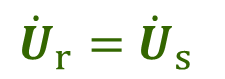 U̇r = U̇s